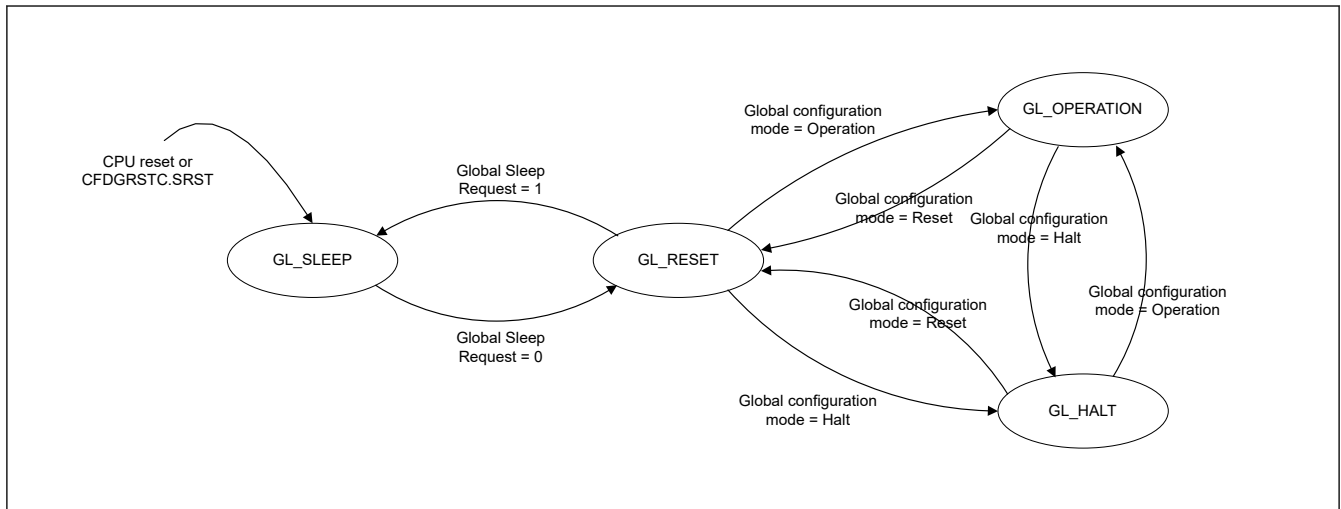 CPU reset or
CFDGRSTC.SRST
GL_SLEEP
Global Sleep
Request = 1
Global Sleep
Request = 0
GL_RESET
Global configuration
mode = Operation
Global configuration
mode = Reset
Global configuration
mode = Halt
GL_OPERATION
Global configuration
mode = Operation
Global configuration
mode = Reset
Global configuration
mode = Halt
GL_HALT